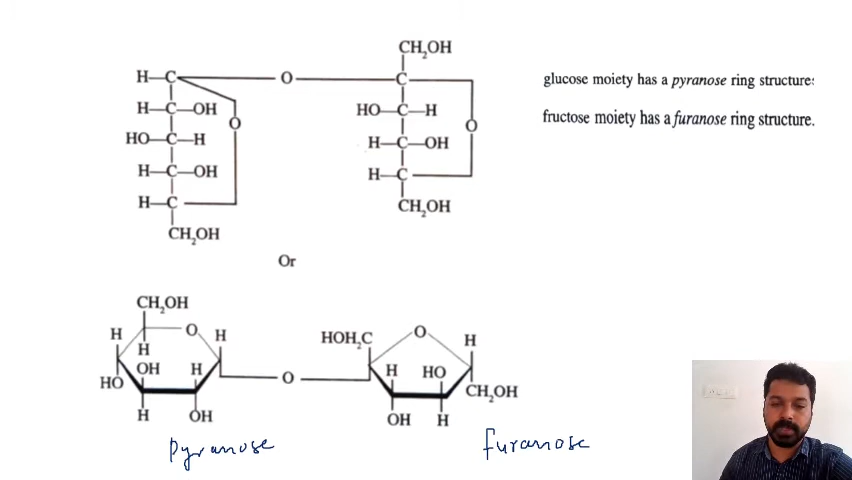 CH₂OH
H—C—O—C
H—C—OH
HO—C—H
O
HO—C—H
H—C—OH
O
H—C—OH
H—C
H—C
CH₂OH
CH₂OH
glucose moiety has a pyranose ring structure:
fructose moiety has a furanose ring structure.
Or
CH₂OH
H
O
H
H
OH
H
HO
H
OH
O
HOH₂C
O
H
H
HO
CH₂OH
OH
H
pyranose
furanose